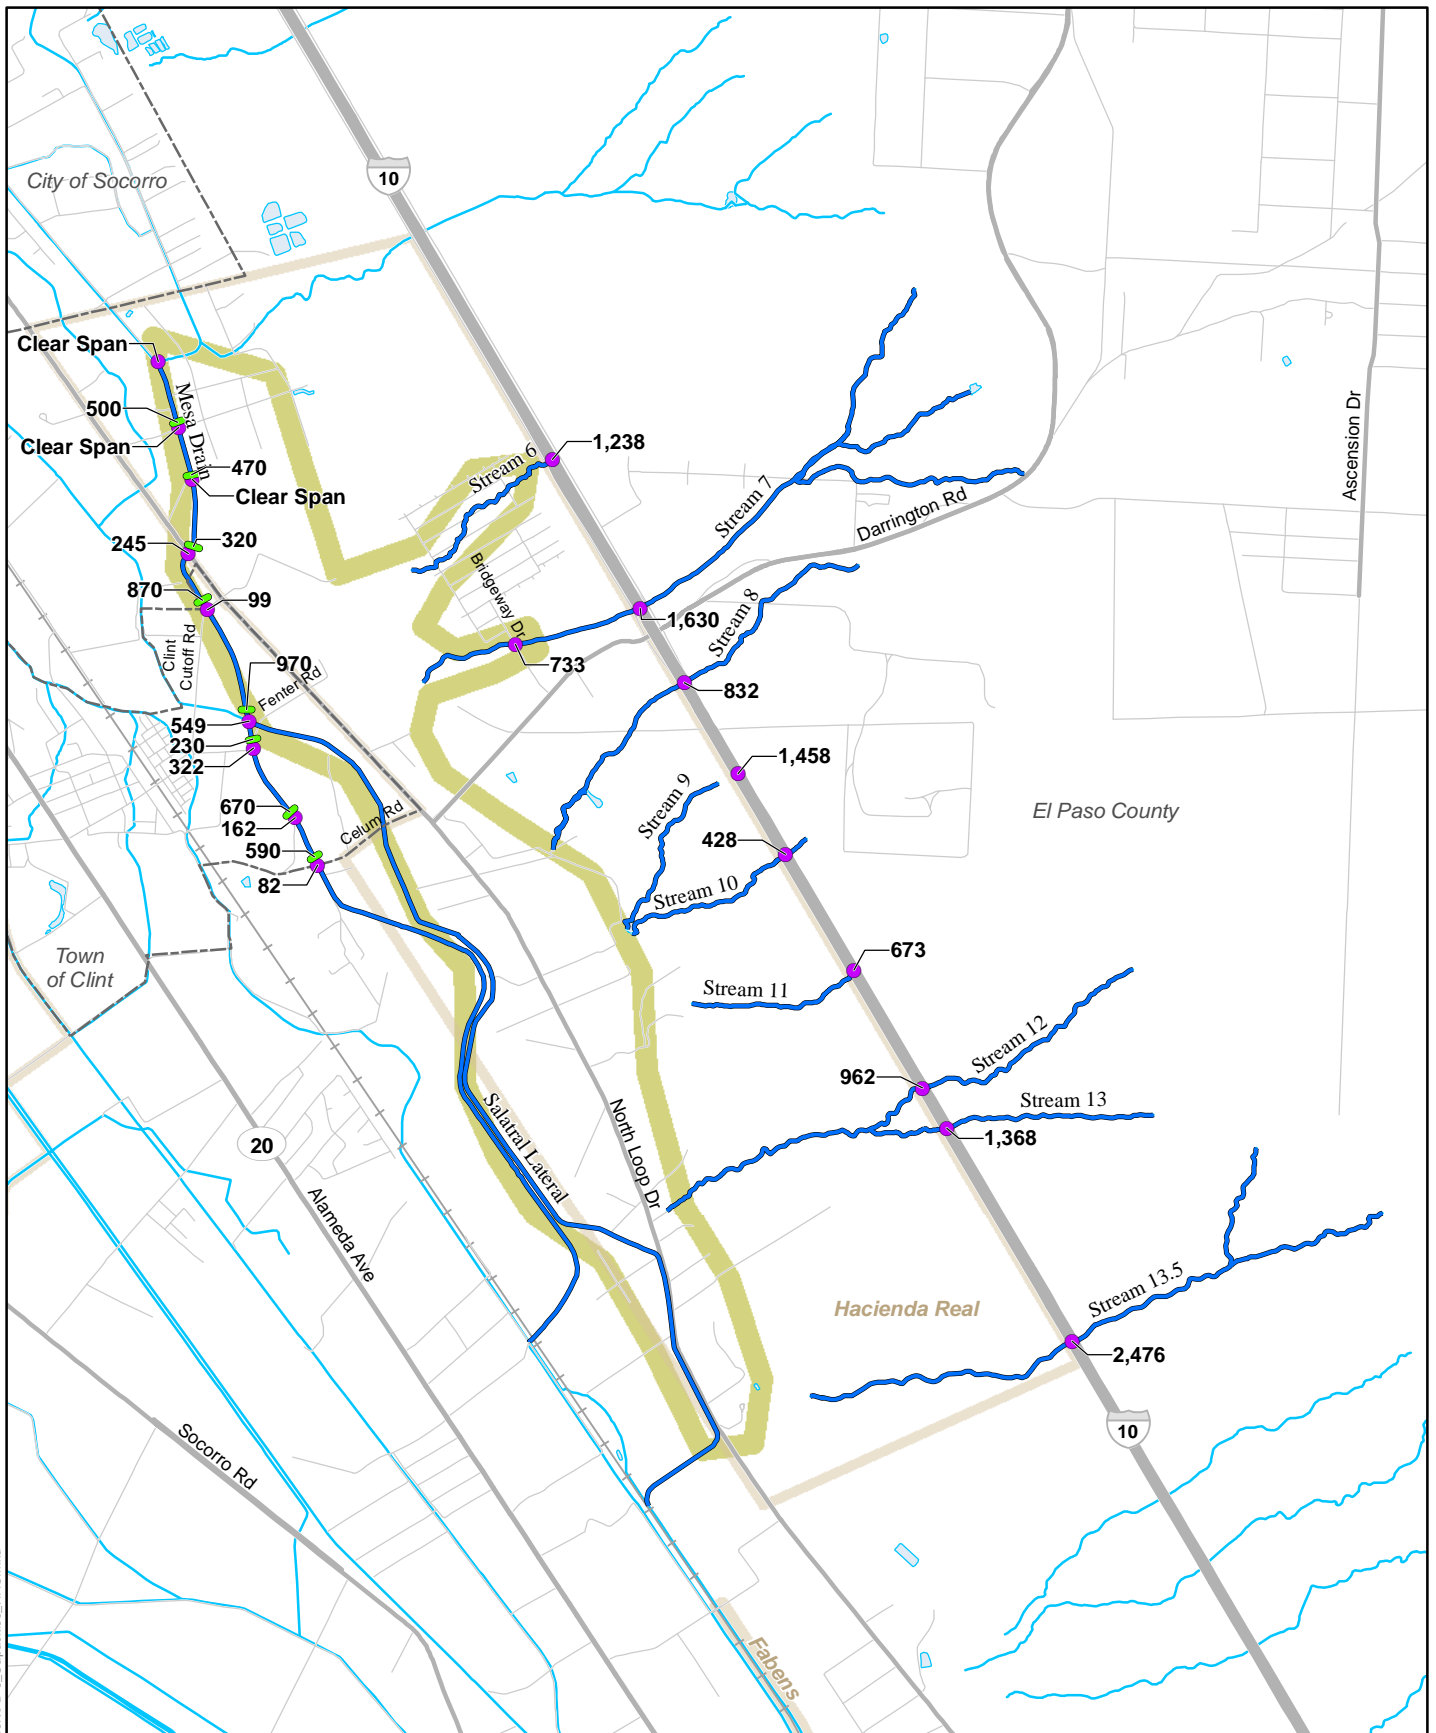 10
City of Socorro
Clear Span
Mesa Drain
500
Clear Span
470
Clear Span
1,238
Stream 6
Stream 7
Ascension Dr
Darrington Rd
320
245
Bridgeway Dr
870
99
Stream 8
1,630
Clint
Cutoff Rd
733
970
Fenter Rd
832
549
230
322
1,458
Stream 9
670
162
Celum Rd
El Paso County
590
82
428
Stream 10
Town
of Clint
673
Stream 11
Stream 12
962
Stream 13
1,368
Salatral Lateral
North Loop Dr
20
Alameda Ave
Stream 13.5
Hacienda Real
2,476
10
Socorro Rd
Fabens